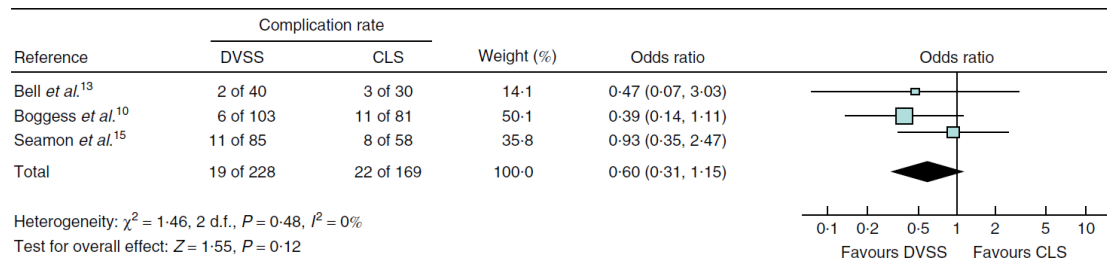 Complication rate
Reference DVSS CLS Weight (%) Odds ratio Odds ratio
Bell et al.13 2 of 40 3 of 30 14·1 0·47 (0·07, 3·03)
Boggess et al.10 6 of 103 11 of 81 50·1 0·39 (0·14, 1·11)
Seamon et al.15 11 of 85 8 of 58 35·8 0·93 (0·35, 2·47)
Total 19 of 228 22 of 169 100·0 0·60 (0·31, 1·15)
Heterogeneity: χ² = 1·46, 2 d.f., P = 0·48, I² = 0%
Test for overall effect: Z = 1·55, P = 0·12
0·1 0·2 0·5 1 2 5 10
Favours DVSS Favours CLS